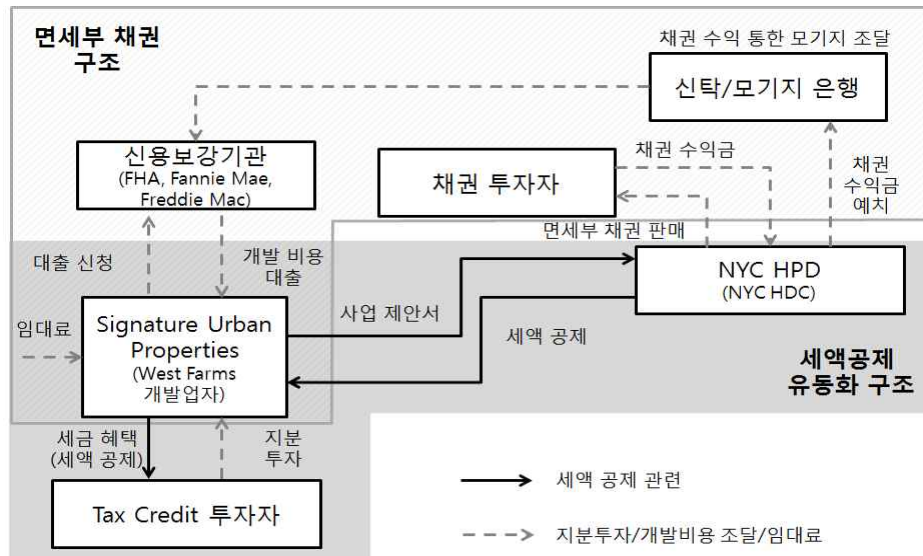 면세부 채권
구조
채권 수익 통한 모기지 조달
신탁/모기지 은행
신용보강기관
(FHA, Fannie Mae,
Freddie Mac)
채권 투자자
채권 수익금
채권
수익금
예치
면세부 채권 판매
대출 신청
개발 비용
대출
NYC HPD
(NYC HDC)
임대료
Signature Urban
Properties
(West Farms
개발업자)
사업 제안서
세액 공제
세액공제
유동화 구조
세금 혜택
(세액 공제)
지분
투자
Tax Credit 투자자
세액 공제 관련
지분투자/개발비용 조달/임대료